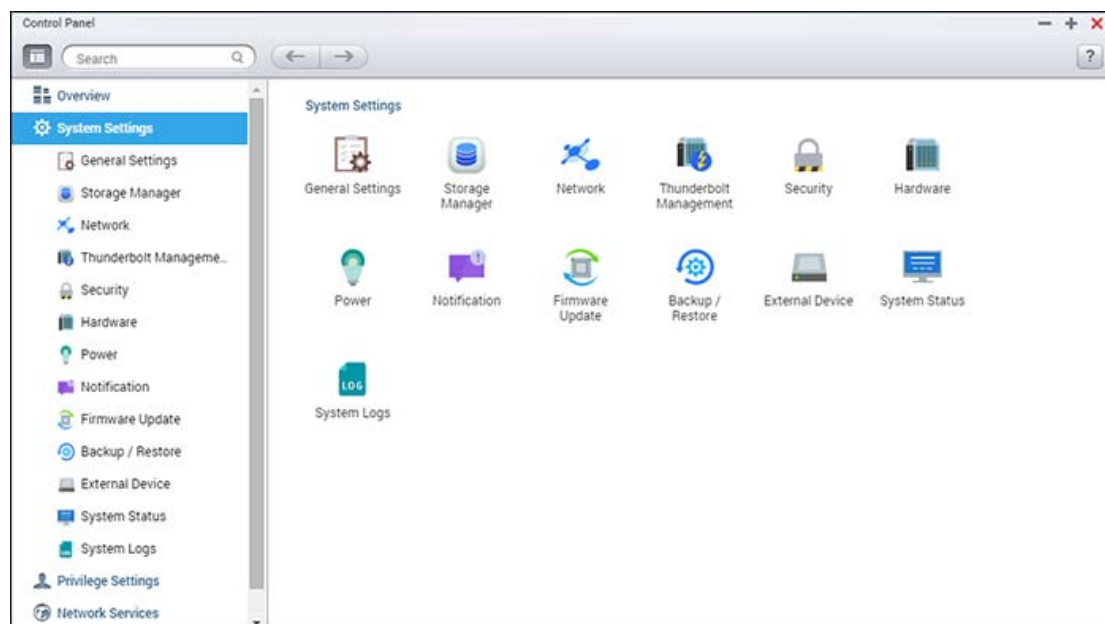 Control Panel
Search
?
Overview
System Settings
General Settings
Storage Manager
Network
Thunderbolt Manageme..
Security
Hardware
Power
Notification
Firmware Update
Backup / Restore
External Device
System Status
System Logs
Privilege Settings
Network Services
System Settings
General Settings
Storage
Manager
Network
Thunderbolt
Management
Security
Hardware
Power
Notification
Firmware
Update
Backup /
Restore
External Device
System Status
LOG
System Logs